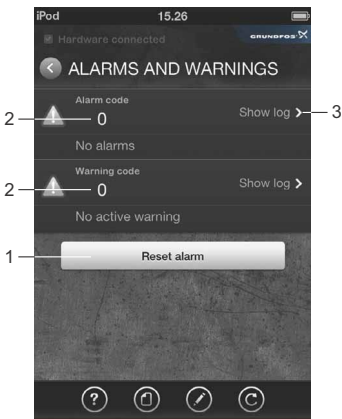 iPod 15.26
Hardware connected GRUNDFOS
ALARMS AND WARNINGS
Alarm code
2 0 Show log 3
No alarms
Warning code
2 0 Show log
No active warning
1 Reset alarm
?